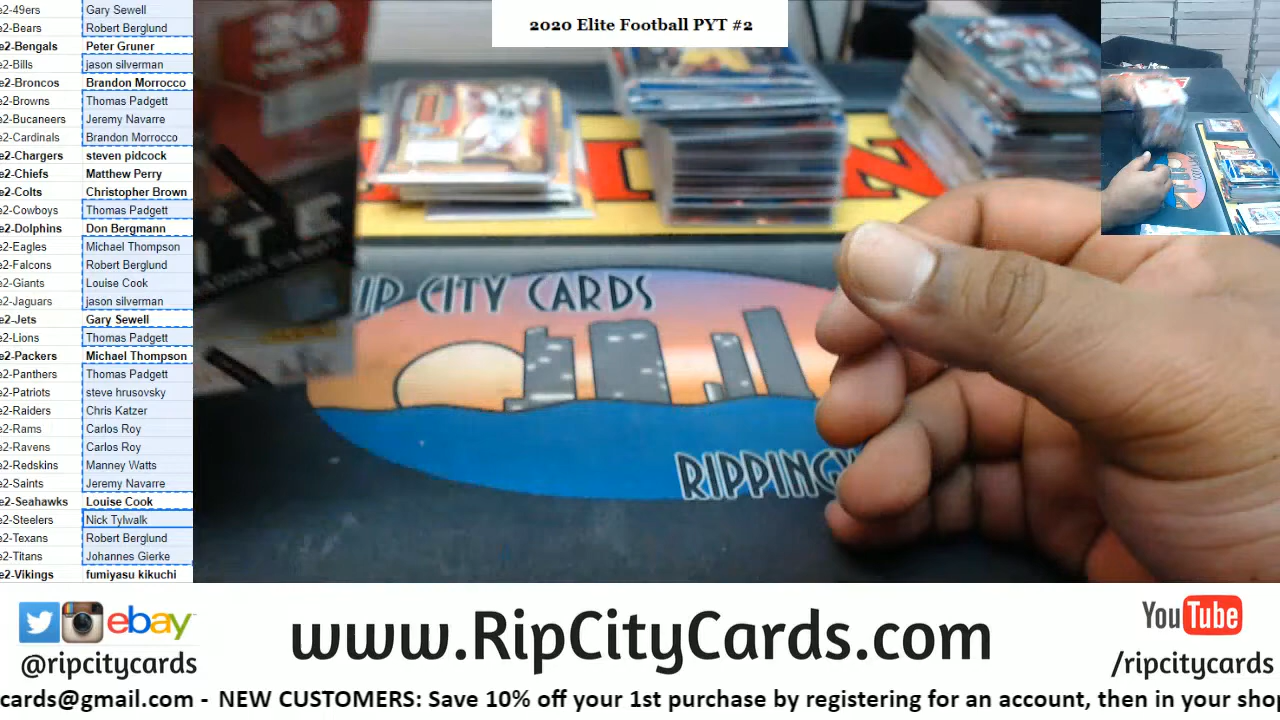 e2-49ers Gary Sewell
e2-Bears Robert Berglund
e2-Bengals Peter Gruner
e2-Bills jason silverman
e2-Broncos Brandon Morrocco
e2-Browns Thomas Padgett
e2-Bucaneers Jeremy Navarre
e2-Cardinals Brandon Morrocco
e2-Chargers steven pidcock
e2-Chiefs Matthew Perry
e2-Colts Christopher Brown
e2-Cowboys Thomas Padgett
e2-Dolphins Don Bergmann
e2-Eagles Michael Thompson
e2-Falcons Robert Berglund
e2-Giants Louise Cook
e2-Jaguars jason silverman
e2-Jets Gary Sewell
e2-Lions Thomas Padgett
e2-Packers Michael Thompson
e2-Panthers Thomas Padgett
e2-Patriots steve hrusovsky
e2-Raiders Chris Katzer
e2-Rams Carlos Roy
e2-Ravens Carlos Roy
e2-Redskins Manney Watts
e2-Saints Jeremy Navarre
e2-Seahawks Louise Cook
e2-Steelers Nick Tylwalk
e2-Texans Robert Berglund
e2-Titans Johannes Gierke
e2-Vikings fumiyasu kikuchi
2020 Elite Football PYT #2
IP CITY CARDS
RIPPING
ebay
@ripcitycards
www.RipCityCards.com
YouTube
/ripcitycards
cards@gmail.com - NEW CUSTOMERS: Save 10% off your 1st purchase by registering for an account, then in your shop